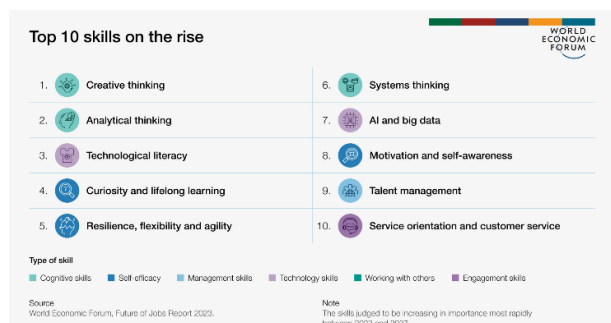 Top 10 skills on the rise
WORLD
ECONOMIC
FORUM
1. Creative thinking
2. Analytical thinking
3. Technological literacy
4. Curiosity and lifelong learning
5. Resilience, flexibility and agility
6. Systems thinking
7. AI and big data
8. Motivation and self-awareness
9. Talent management
10. Service orientation and customer service
Type of skill
Cognitive skills Self-efficacy Management skills Technology skills Working with others Engagement skills
Source
World Economic Forum, Future of Jobs Report 2023.
Note
The skills judged to be increasing in importance most rapidly
between 2023 and 2027